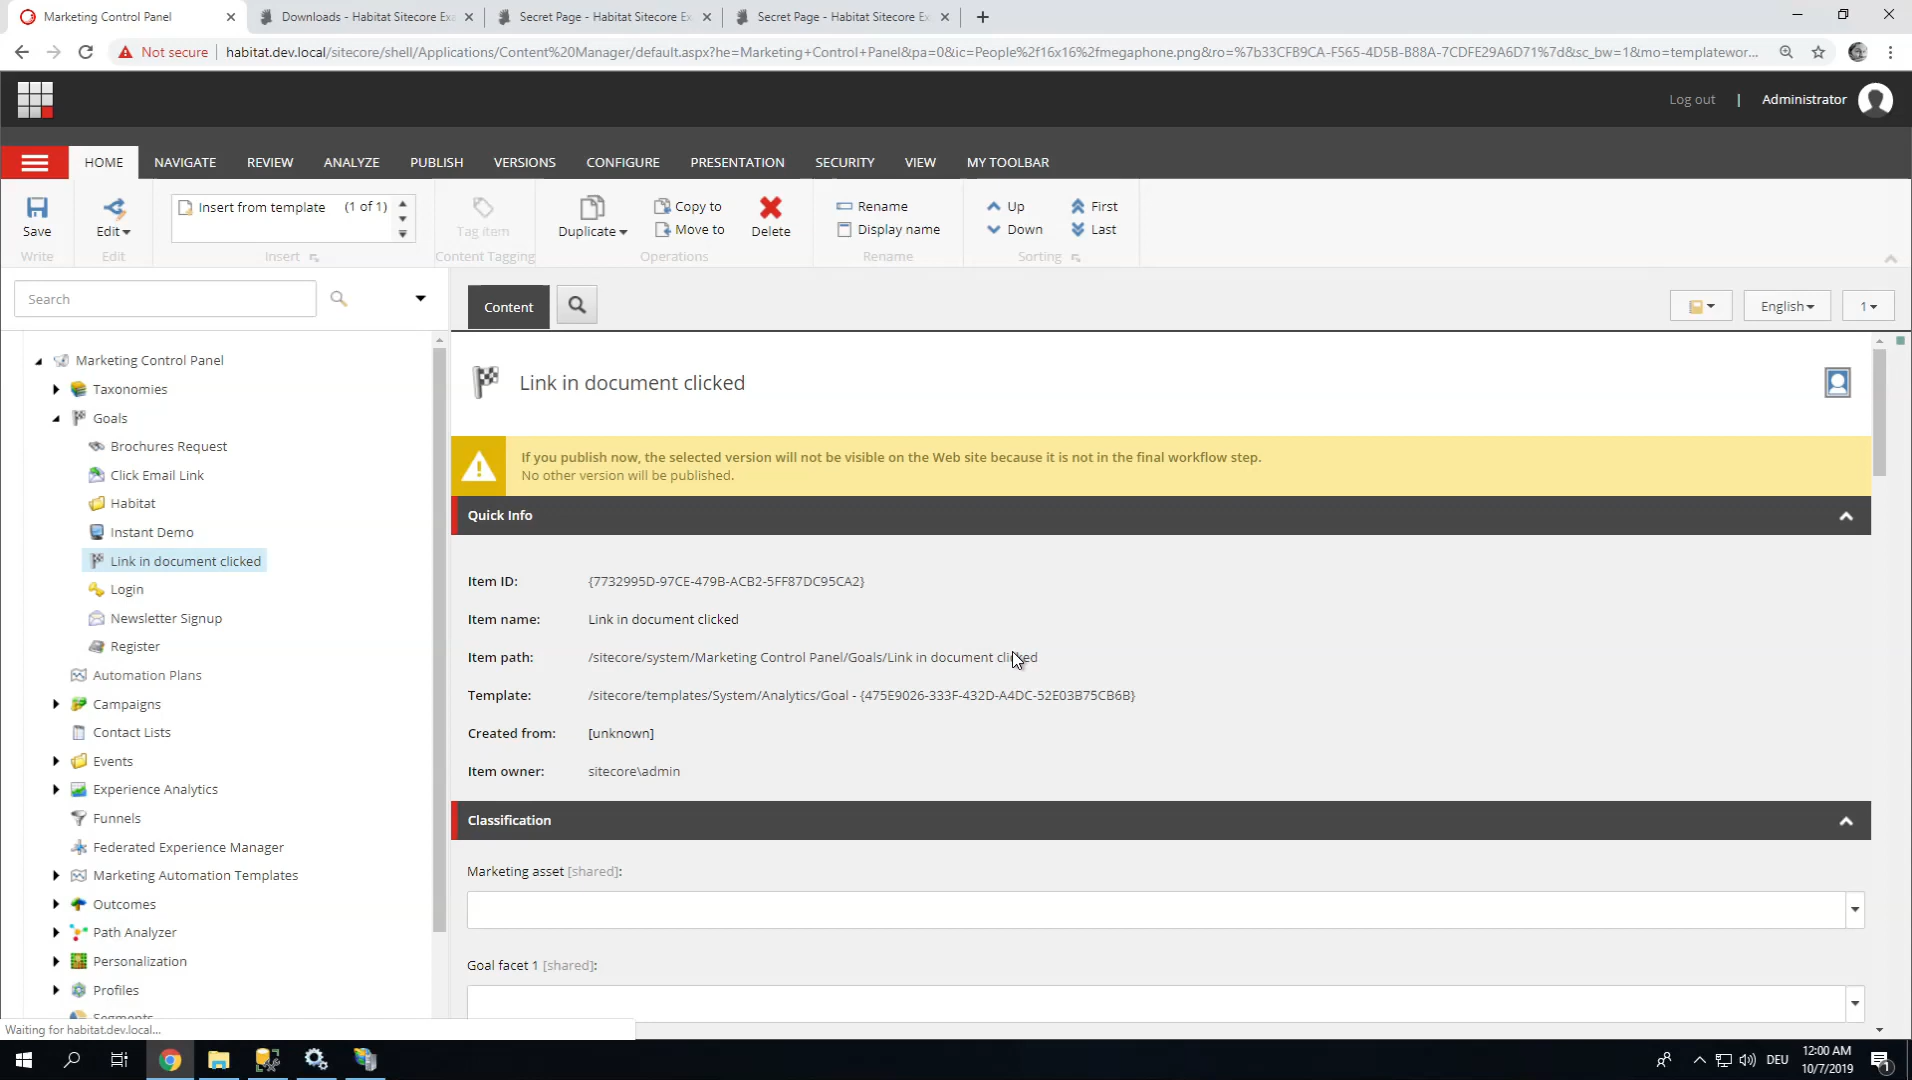 Marketing Control Panel
Downloads - Habitat Sitecore Exa
Secret Page - Habitat Sitecore Ex
Secret Page - Habitat Sitecore Ex
Not secure
habitat.dev.local/sitecore/shell/Applications/Content%20Manager/default.aspx?he=Marketing+Control+Panel&pa=0&ic=People%2f16x16%2fmegaphone.png&ro=%7b33CFB9CA-F565-4D5B-B88A-7CDFE29A6D71%7d&sc_bw=1&mo=templatewor...
Log out | Administrator
HOME NAVIGATE REVIEW ANALYZE PUBLISH VERSIONS CONFIGURE PRESENTATION SECURITY VIEW MY TOOLBAR
Insert from template (1 of 1)
Copy to
Rename
Up
First
Save
Edit
Tag item
Duplicate
Move to
Delete
Display name
Down
Last
Write
Edit
Insert
Content Tagging
Operations
Rename
Sorting
Search
Content
English
1
Marketing Control Panel
Taxonomies
Goals
Brochures Request
Click Email Link
Habitat
Instant Demo
Link in document clicked
Login
Newsletter Signup
Register
Automation Plans
Campaigns
Contact Lists
Events
Experience Analytics
Funnels
Federated Experience Manager
Marketing Automation Templates
Outcomes
Path Analyzer
Personalization
Profiles
Segments
Link in document clicked
If you publish now, the selected version will not be visible on the Web site because it is not in the final workflow step.
No other version will be published.
Quick Info
Item ID: {7732995D-97CE-479B-ACB2-5FF87DC95CA2}
Item name: Link in document clicked
Item path: /sitecore/system/Marketing Control Panel/Goals/Link in document clicked
Template: /sitecore/templates/System/Analytics/Goal - {475E9026-333F-432D-A4DC-52E03B75CB6B}
Created from: [unknown]
Item owner: sitecore\admin
Classification
Marketing asset [shared]:
Goal facet 1 [shared]:
Waiting for habitat.dev.local...
DEU
12:00 AM
10/7/2019
1